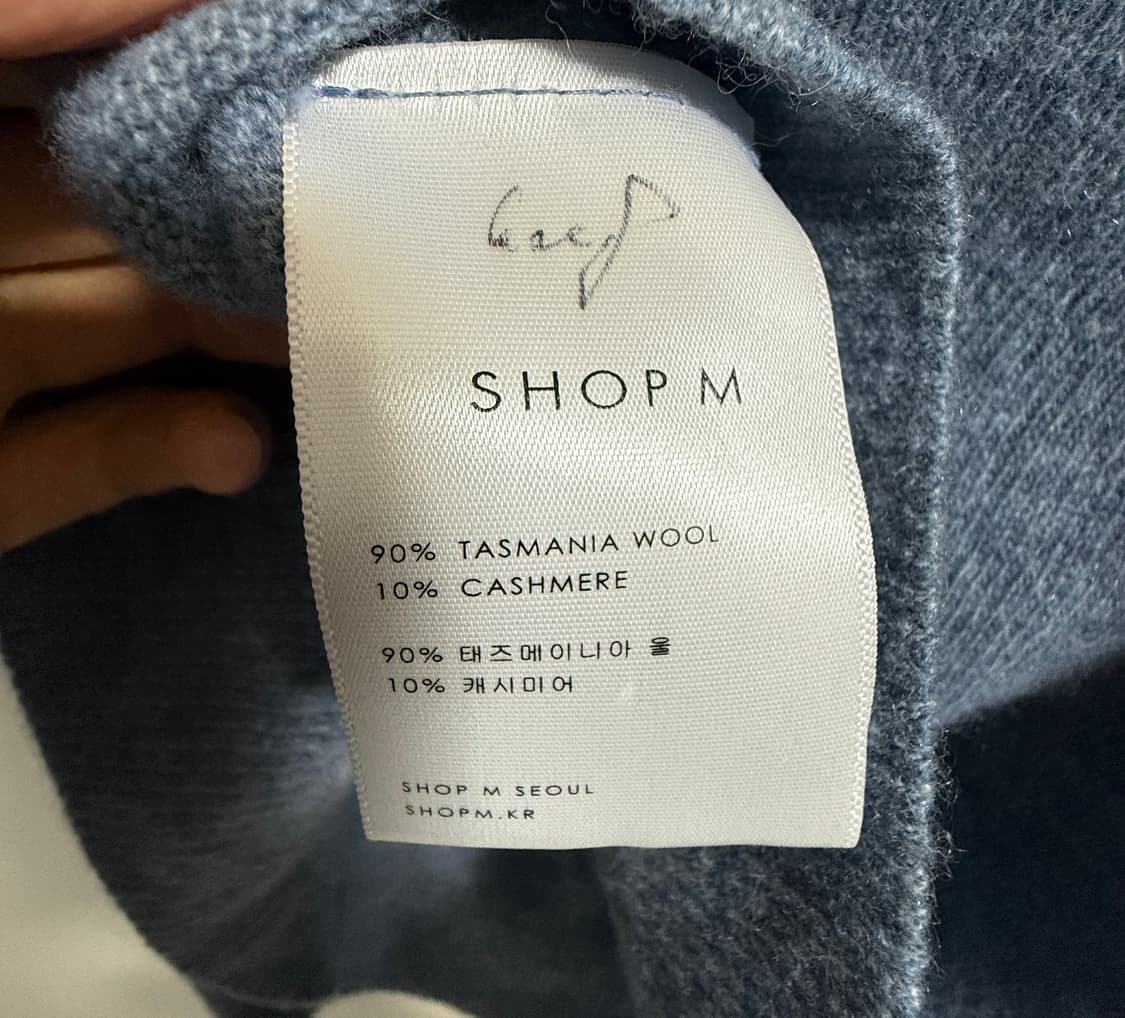 SHOP M
90% TASMANIA WOOL
10% CASHMERE
90% 태즈메이니아 울
10% 캐시미어
SHOP M SEOUL
SHOPM.KR